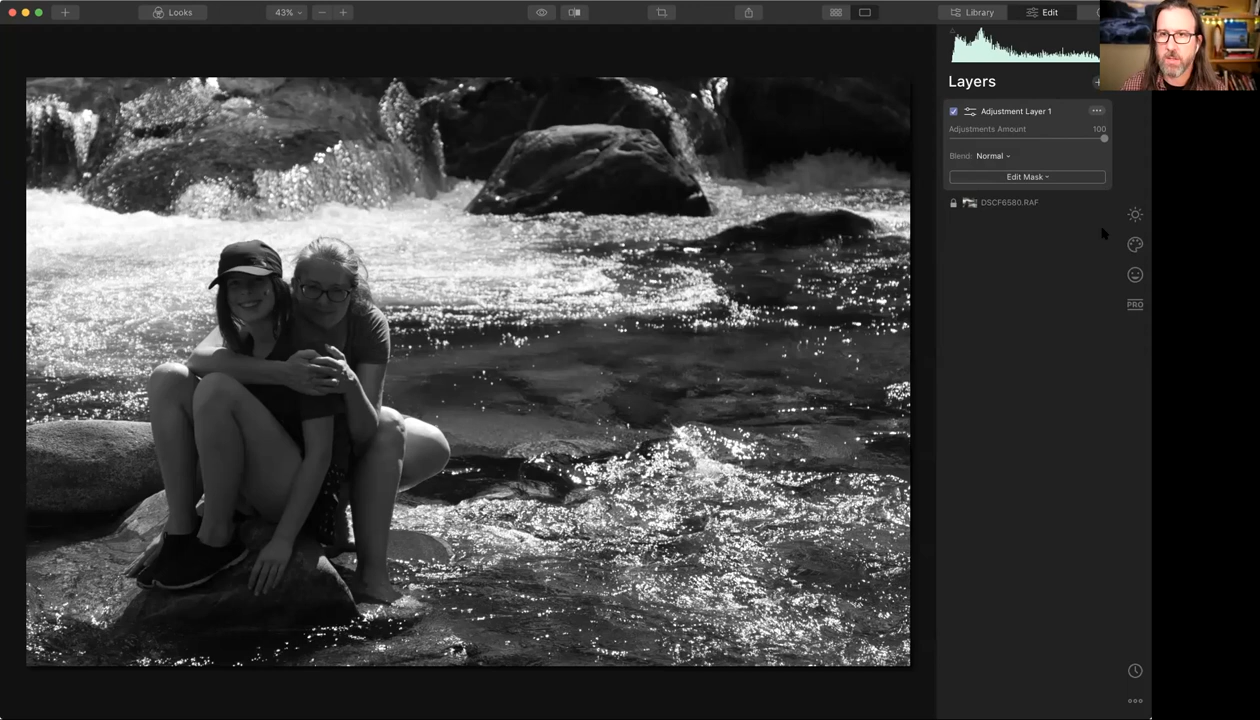 Looks
43%
Library
Edit
Layers
Adjustment Layer 1
Adjustments Amount 100
Blend: Normal
Edit Mask
DSCF6580.RAF
PRO